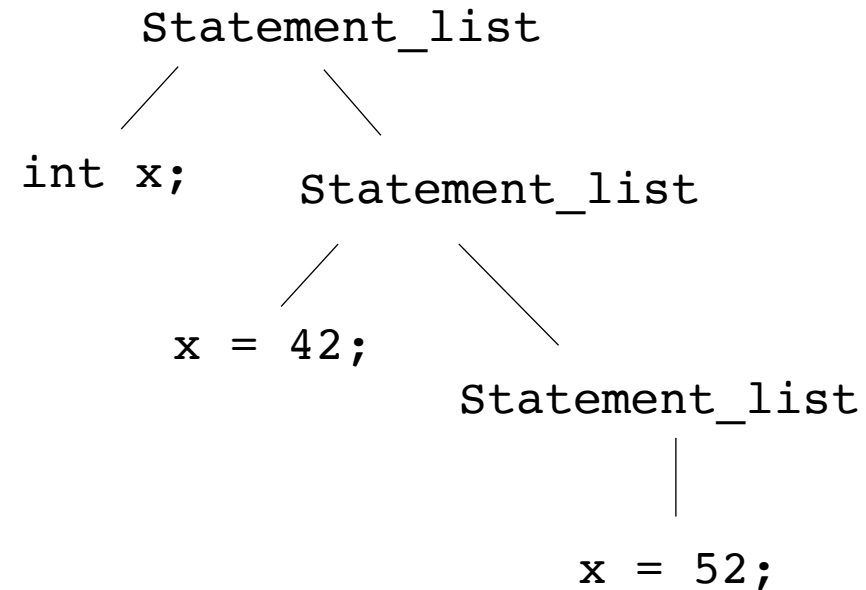 Statement_list
int x;
Statement_list
x = 42;
Statement_list
x = 52;